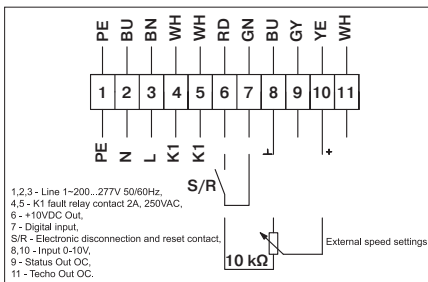 PE BU BN WH WH RD GN BU GY YE WH
1 2 3 4 5 6 7 8 9 10 11
PE N L K1 K1 +
S/R
1,2,3 - Line 1~200...277V 50/60Hz,
4,5 - K1 fault relay contact 2A, 250VAC,
6 - +10VDC Out,
7 - Digital input,
S/R - Electronic disconnection and reset contact,
8,10 - Input 0-10V,
9 - Status Out OC,
11 - Techo Out OC.
10 kΩ
External speed settings